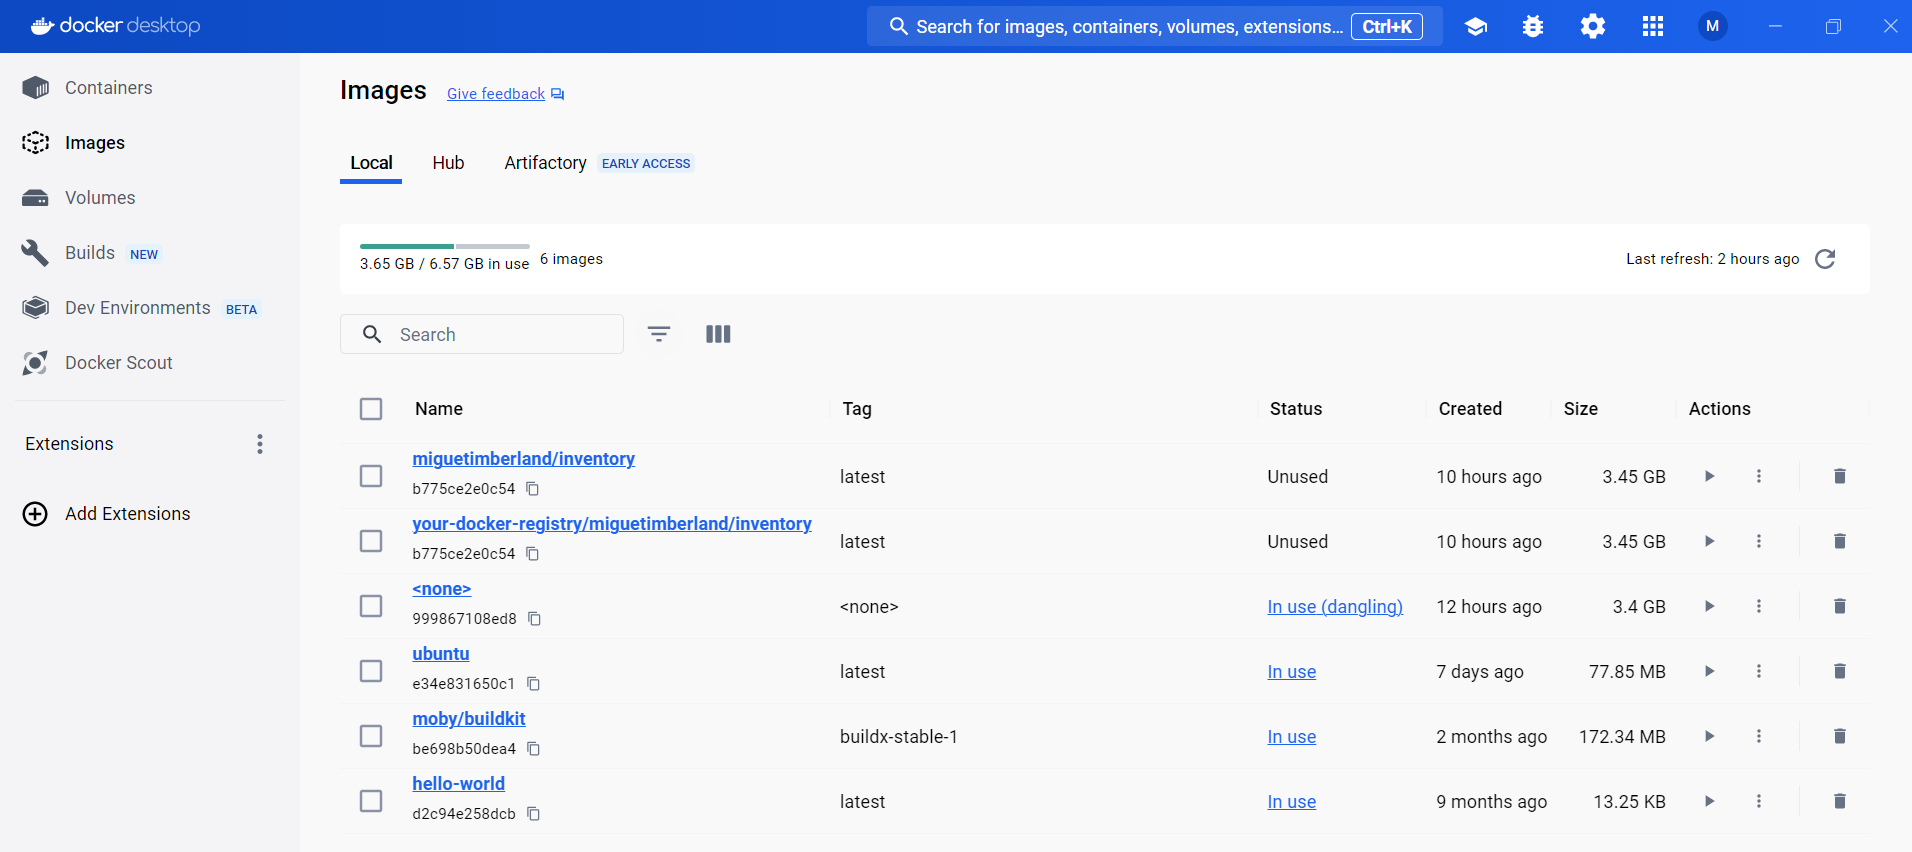 docker desktop
Search for images, containers, volumes, extensions... Ctrl+K
M
Containers
Images
Volumes
Builds NEW
Dev Environments BETA
Docker Scout
Extensions
Add Extensions
Images Give feedback
Local Hub Artifactory EARLY ACCESS
3.65 GB / 6.57 GB in use 6 images
Last refresh: 2 hours ago
Search
Name Tag Status Created Size Actions
miguetimberland/inventory
b775ce2e0c54
latest Unused 10 hours ago 3.45 GB
your-docker-registry/miguetimberland/inventory
b775ce2e0c54
latest Unused 10 hours ago 3.45 GB
<none>
999867108ed8
<none> In use (dangling) 12 hours ago 3.4 GB
ubuntu
e34e831650c1
latest In use 7 days ago 77.85 MB
moby/buildkit
be698b50dea4
buildx-stable-1 In use 2 months ago 172.34 MB
hello-world
d2c94e258dcb
latest In use 9 months ago 13.25 KB